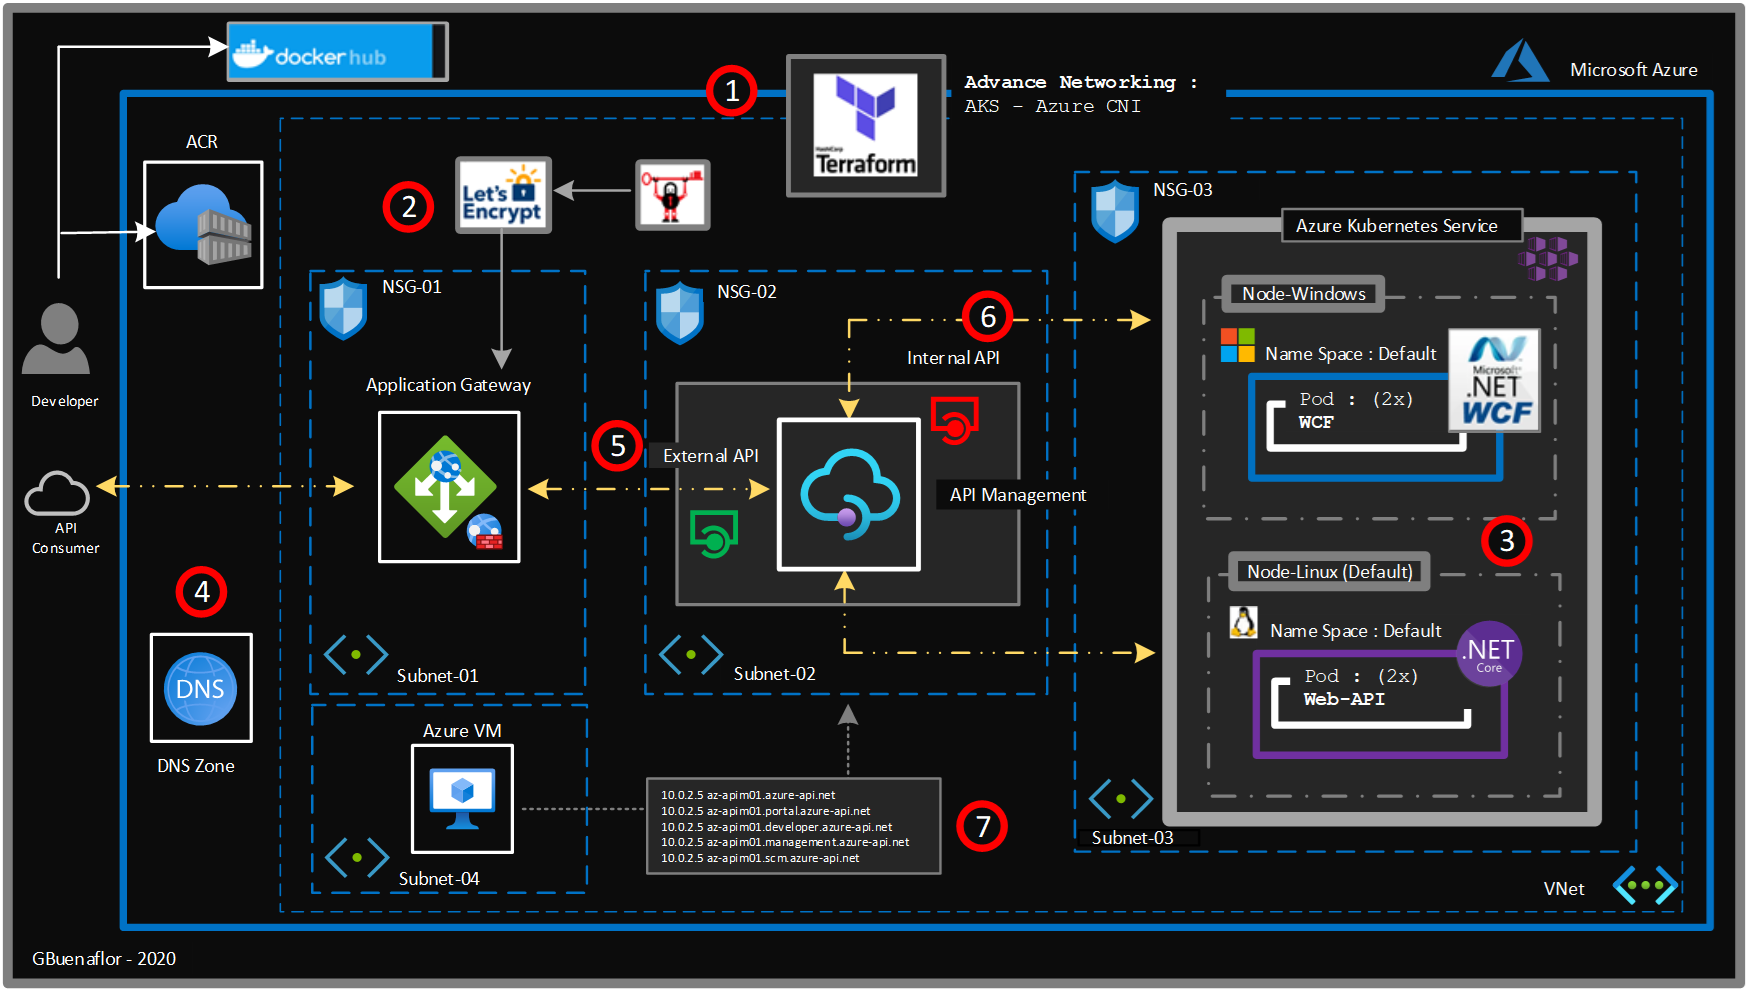 docker hub
Microsoft Azure
1
HashiCorp
Terraform
Advance Networking :
AKS - Azure CNI
ACR
2
Let's
Encrypt
NSG-01
NSG-02
NSG-03
Azure Kubernetes Service
Node-Windows
Name Space : Default
Microsoft
.NET
WCF
Pod : (2x)
WCF
6
Internal API
Developer
Application Gateway
5
External API
API Management
API
Consumer
3
Node-Linux (Default)
Name Space : Default
.NET
Core
Pod : (2x)
Web-API
4
DNS
DNS Zone
Subnet-01
Subnet-02
Azure VM
Subnet-04
10.0.2.5 az-apim01.azure-api.net
10.0.2.5 az-apim01.portal.azure-api.net
10.0.2.5 az-apim01.developer.azure-api.net
10.0.2.5 az-apim01.management.azure-api.net
10.0.2.5 az-apim01.scm.azure-api.net
7
Subnet-03
VNet
GBuenaflor - 2020